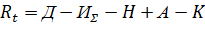 R_t = Д − И_Σ − Н + А − К